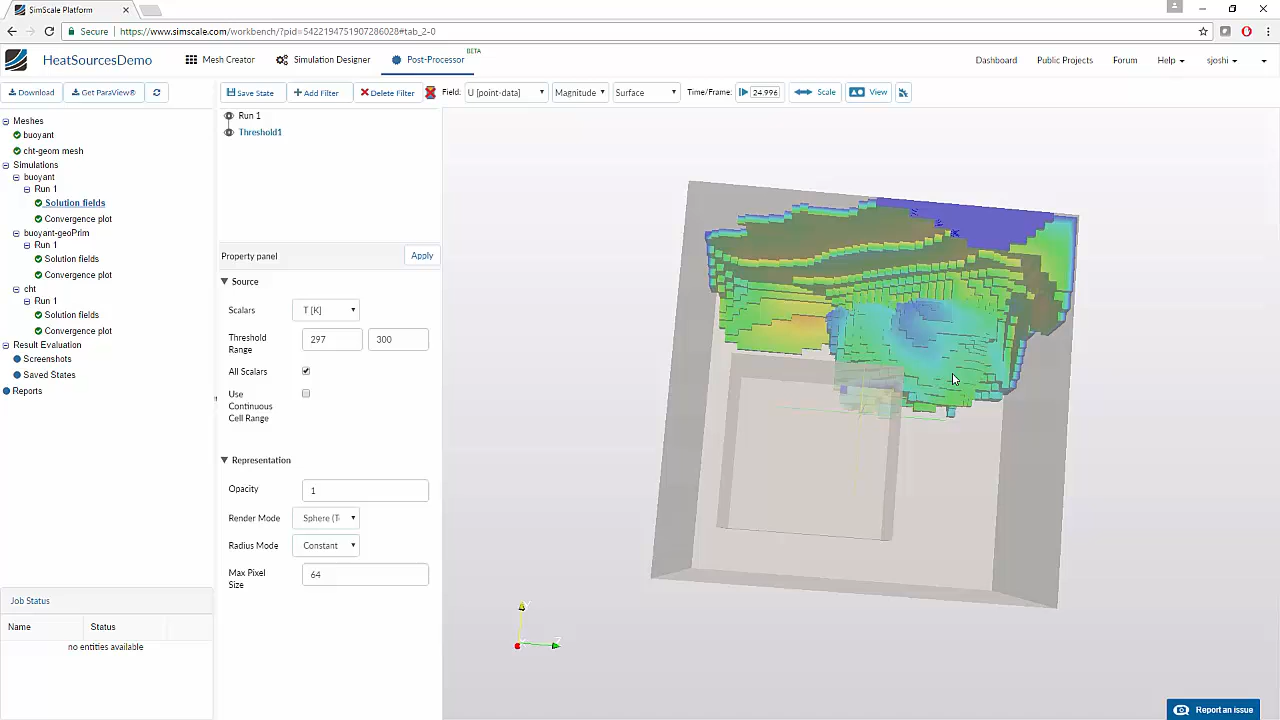 SimScale Platform
Secure https://www.simscale.com/workbench/?pid=5422194751907286028#tab_2-0
HeatSourcesDemo
Mesh Creator
Simulation Designer
Post-Processor
BETA
Dashboard
Public Projects
Forum
Help
sjoshi
Download
Get ParaView®
Save State
Add Filter
Delete Filter
Field:
U [point-data]
Magnitude
Surface
Time/Frame:
24.996
Scale
View
Meshes
buoyant
cht-geom mesh
Simulations
buoyant
Run 1
Solution fields
Convergence plot
buoyant-geoPrim
Run 1
Solution fields
Convergence plot
cht
Run 1
Solution fields
Convergence plot
Result Evaluation
Screenshots
Saved States
Reports
Job Status
Name Status
no entities available
Run 1
Threshold1
Property panel
Apply
Source
Scalars
T [K]
Threshold
Range
297
300
All Scalars
Use
Continuous
Cell Range
Representation
Opacity
1
Render Mode
Sphere (T
Radius Mode
Constant
Max Pixel
Size
64
Report an issue